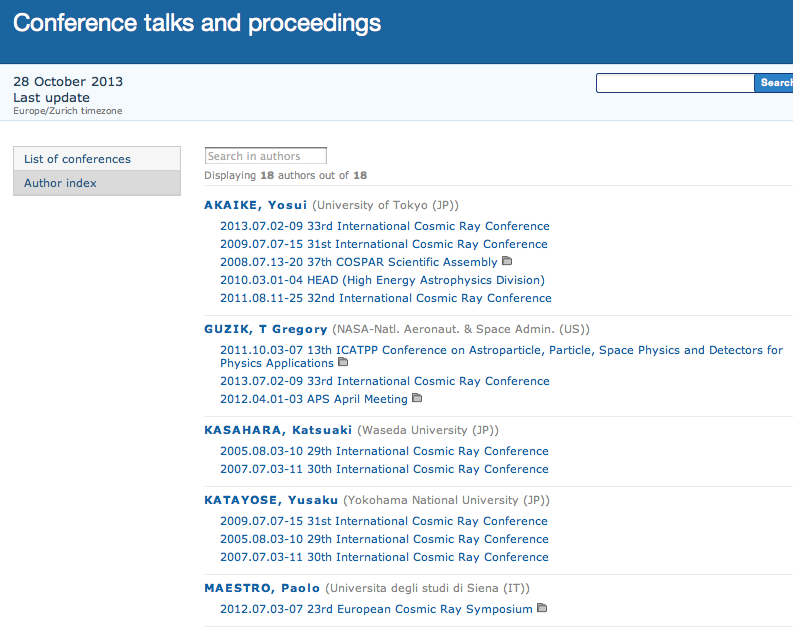 Conference talks and proceedings
28 October 2013
Last update
Europe/Zurich timezone
Search
List of conferences
Author index
Search in authors
Displaying 18 authors out of 18
AKAIKE, Yosui (University of Tokyo (JP))
2013.07.02-09 33rd International Cosmic Ray Conference
2009.07.07-15 31st International Cosmic Ray Conference
2008.07.13-20 37th COSPAR Scientific Assembly
2010.03.01-04 HEAD (High Energy Astrophysics Division)
2011.08.11-25 32nd International Cosmic Ray Conference
GUZIK, T Gregory (NASA-Natl. Aeronaut. & Space Admin. (US))
2011.10.03-07 13th ICATPP Conference on Astroparticle, Particle, Space Physics and Detectors for
Physics Applications
2013.07.02-09 33rd International Cosmic Ray Conference
2012.04.01-03 APS April Meeting
KASAHARA, Katsuaki (Waseda University (JP))
2005.08.03-10 29th International Cosmic Ray Conference
2007.07.03-11 30th International Cosmic Ray Conference
KATAYOSE, Yusaku (Yokohama National University (JP))
2009.07.07-15 31st International Cosmic Ray Conference
2005.08.03-10 29th International Cosmic Ray Conference
2007.07.03-11 30th International Cosmic Ray Conference
MAESTRO, Paolo (Universita degli studi di Siena (IT))
2012.07.03-07 23rd European Cosmic Ray Symposium